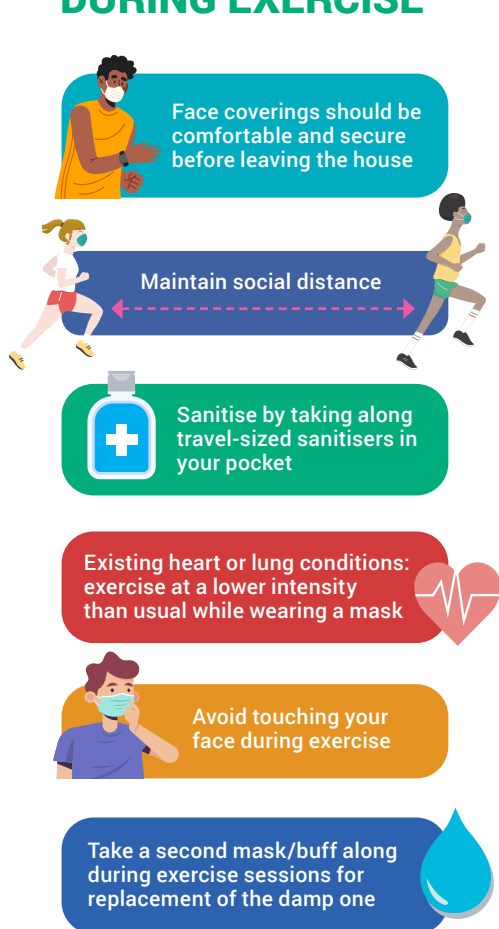 DURING EXERCISE
Face coverings should be
comfortable and secure
before leaving the house
Maintain social distance
Sanitise by taking along
travel-sized sanitisers in
your pocket
Existing heart or lung conditions:
exercise at a lower intensity
than usual while wearing a mask
Avoid touching your
face during exercise
Take a second mask/buff along
during exercise sessions for
replacement of the damp one